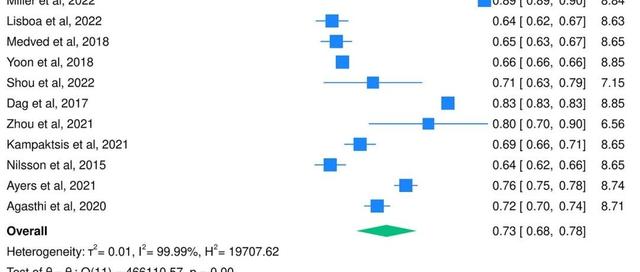 Miller et al, 2022 0.89 [ 0.89, 0.90] 8.84
Lisboa et al, 2022 0.64 [ 0.62, 0.67] 8.63
Medved et al, 2018 0.65 [ 0.63, 0.67] 8.65
Yoon et al, 2018 0.66 [ 0.66, 0.66] 8.85
Shou et al, 2022 0.71 [ 0.63, 0.79] 7.15
Dag et al, 2017 0.83 [ 0.83, 0.83] 8.85
Zhou et al, 2021 0.80 [ 0.70, 0.90] 6.56
Kampaktsis et al, 2021 0.69 [ 0.66, 0.71] 8.65
Nilsson et al, 2015 0.64 [ 0.62, 0.66] 8.65
Ayers et al, 2021 0.76 [ 0.75, 0.78] 8.74
Agasthi et al, 2020 0.72 [ 0.70, 0.74] 8.71
Overall 0.73 [ 0.68, 0.78]
Heterogeneity: τ² = 0.01, I² = 99.99%, H² = 19707.62
Test of θᵢ = θⱼ: Q(11) = 466110.57, p = 0.00